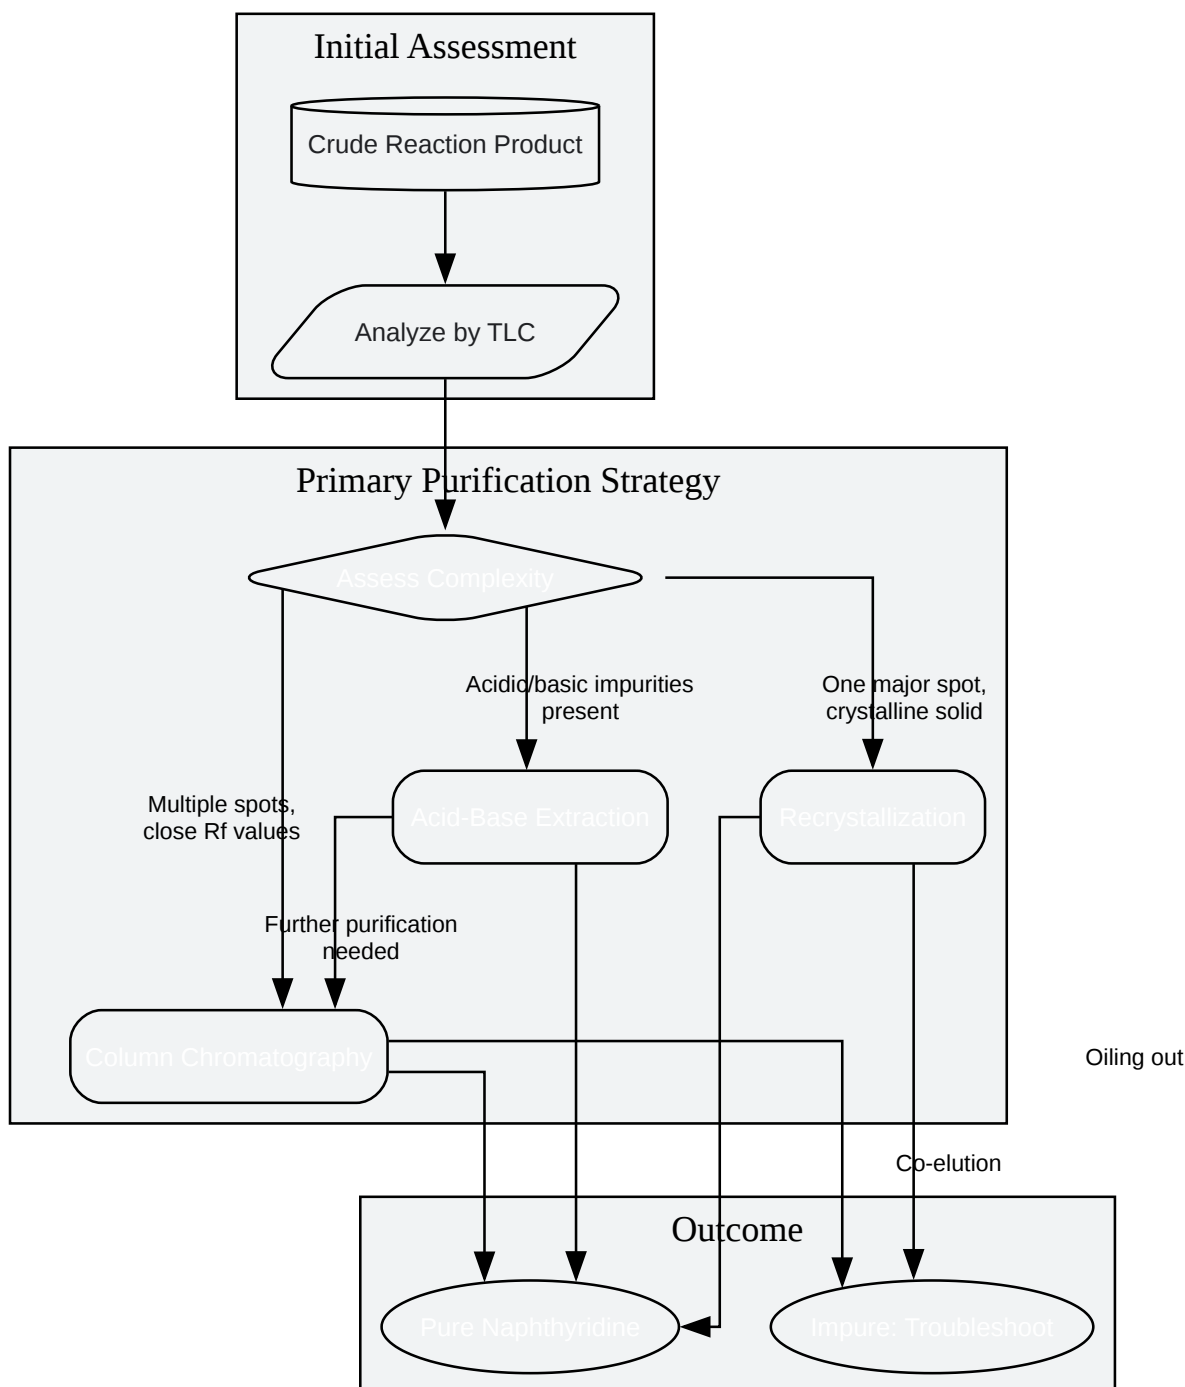 Initial Assessment
Crude Reaction Product
Analyze by TLC
Primary Purification Strategy
Assess Complexity
Acidic/basic impurities
present
One major spot,
crystalline solid
Multiple spots,
close Rf values
Acid-Base Extraction
Recrystallization
Further purification
needed
Column Chromatography
Oiling out
Co-elution
Outcome
Pure Naphthyridine
Impure: Troubleshoot